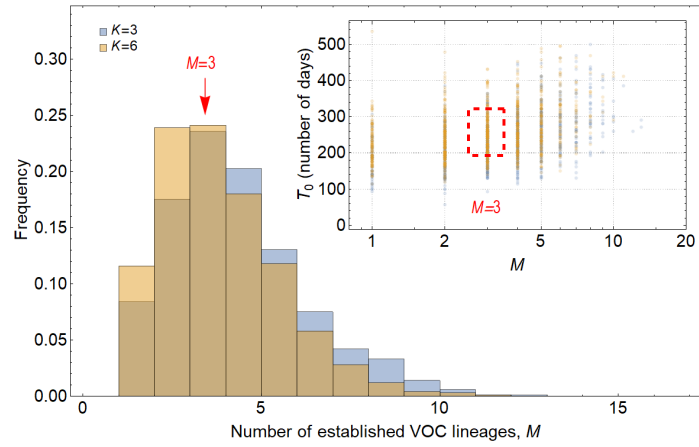 K=3
K=6
M=3
Frequency
0.30
0.25
0.20
0.15
0.10
0.05
0.00
0
5
10
15
Number of established VOC lineages, M
T₀ (number of days)
500
400
300
200
100
0
M=3
1
2
5
10
20
M